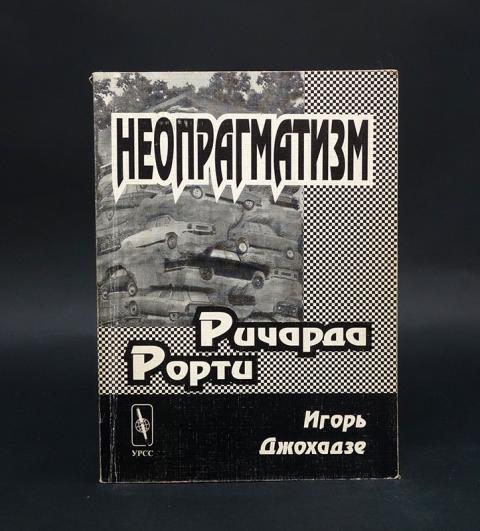 НЕОПРАГМАТИЗМ
Ричарда
Рорти
Игорь
Джохадзе
УРСС